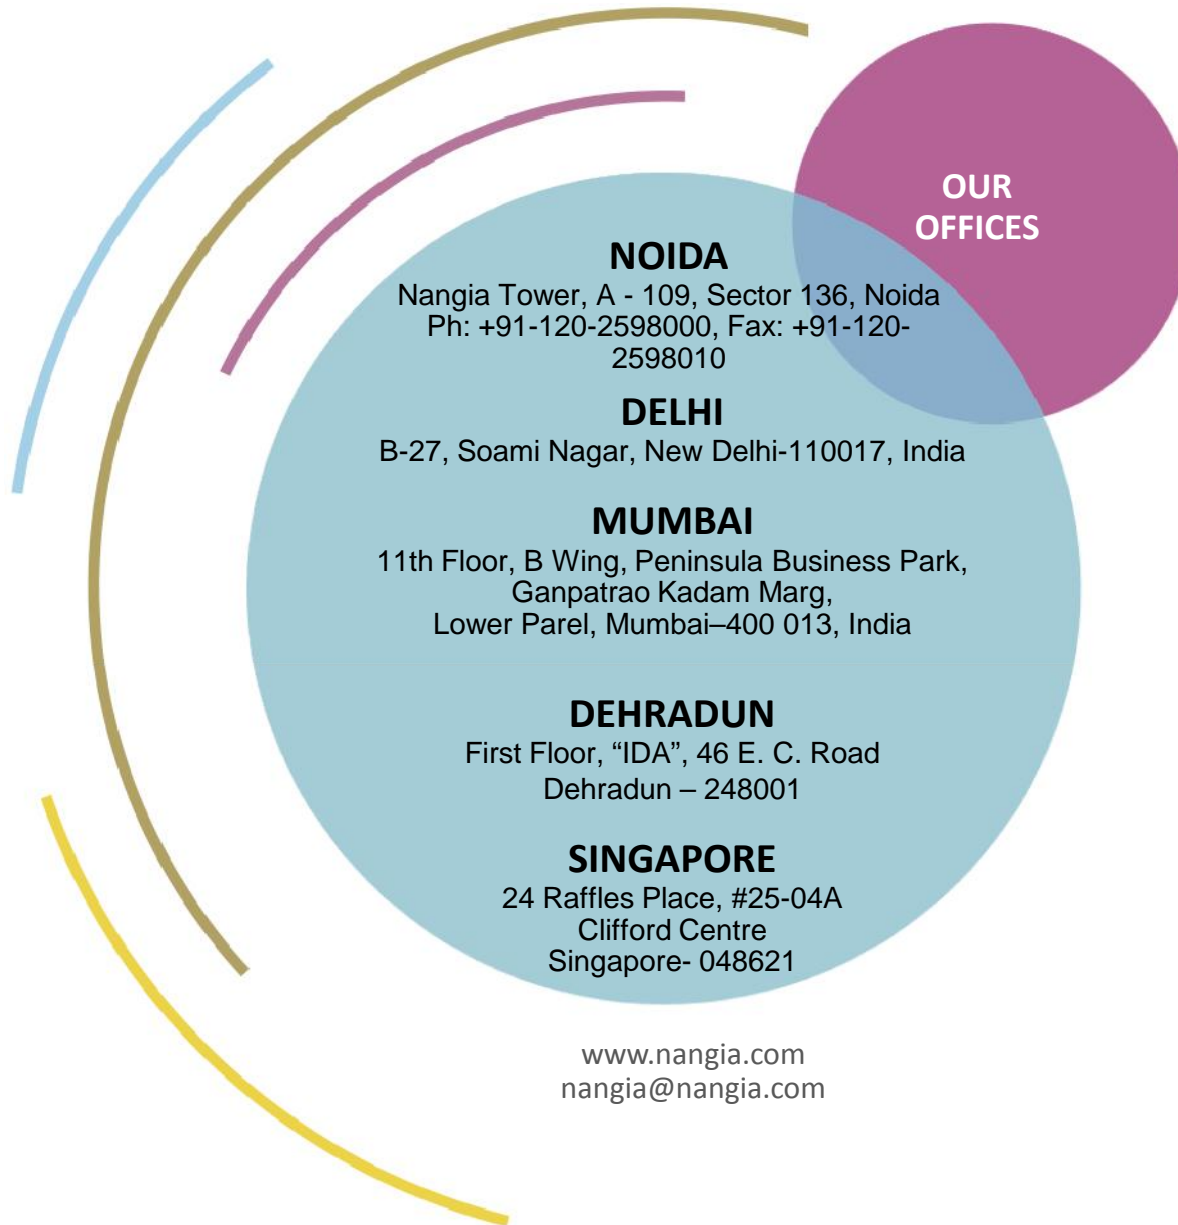 OUR
OFFICES
NOIDA
Nangia Tower, A - 109, Sector 136, Noida
Ph: +91-120-2598000, Fax: +91-120-
2598010
DELHI
B-27, Soami Nagar, New Delhi-110017, India
MUMBAI
11th Floor, B Wing, Peninsula Business Park,
Ganpatrao Kadam Marg,
Lower Parel, Mumbai–400 013, India
DEHRADUN
First Floor, “IDA”, 46 E. C. Road
Dehradun – 248001
SINGAPORE
24 Raffles Place, #25-04A
Clifford Centre
Singapore- 048621
www.nangia.com
nangia@nangia.com